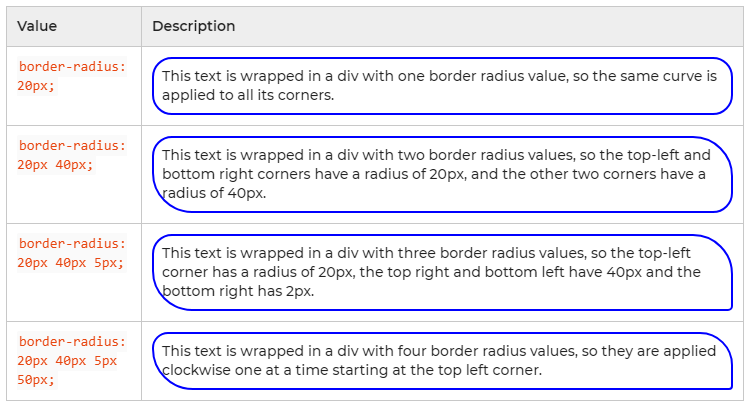 Value Description
border-radius: 20px;
This text is wrapped in a div with one border radius value, so the same curve is
applied to all its corners.
border-radius:
20px 40px;
This text is wrapped in a div with two border radius values, so the top-left and
bottom right corners have a radius of 20px, and the other two corners have a
radius of 40px.
border-radius:
20px 40px 5px;
This text is wrapped in a div with three border radius values, so the top-left
corner has a radius of 20px, the top right and bottom left have 40px and the
bottom right has 2px.
border-radius:
20px 40px 5px
50px;
This text is wrapped in a div with four border radius values, so they are applied
clockwise one at a time starting at the top left corner.